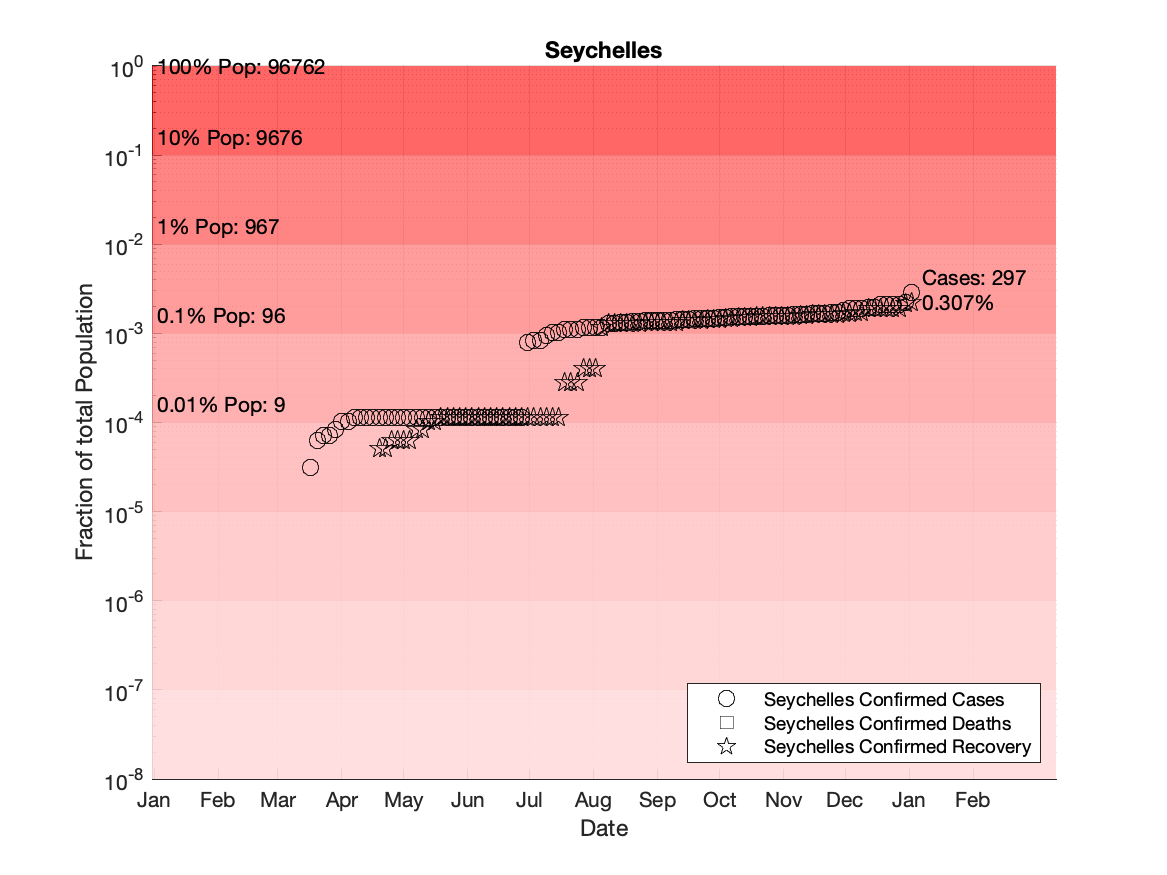 Seychelles
10^0
100% Pop: 96762
10% Pop: 9676
10^-1
1% Pop: 967
10^-2
Cases: 297
0.307%
0.1% Pop: 96
10^-3
0.01% Pop: 9
10^-4
10^-5
10^-6
10^-7
10^-8
Fraction of total Population
Seychelles Confirmed Cases
Seychelles Confirmed Deaths
Seychelles Confirmed Recovery
Jan Feb Mar Apr May Jun Jul Aug Sep Oct Nov Dec Jan Feb
Date